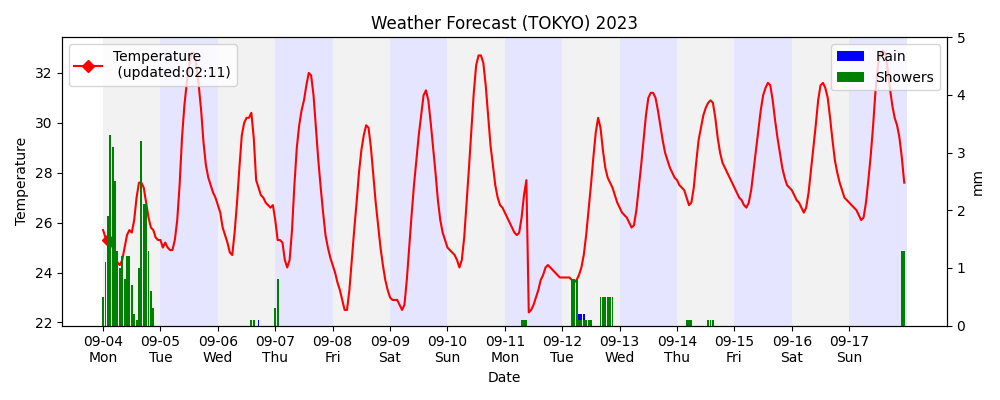 Weather Forecast (TOKYO) 2023
Temperature
(updated:02:11)
Rain
Showers
Temperature
32
30
28
26
24
22
5
4
3
2
1
0
mm
09-04 09-05 09-06 09-07 09-08 09-09 09-10 09-11 09-12 09-13 09-14 09-15 09-16 09-17
Mon Tue Wed Thu Fri Sat Sun Mon Tue Wed Thu Fri Sat Sun
Date